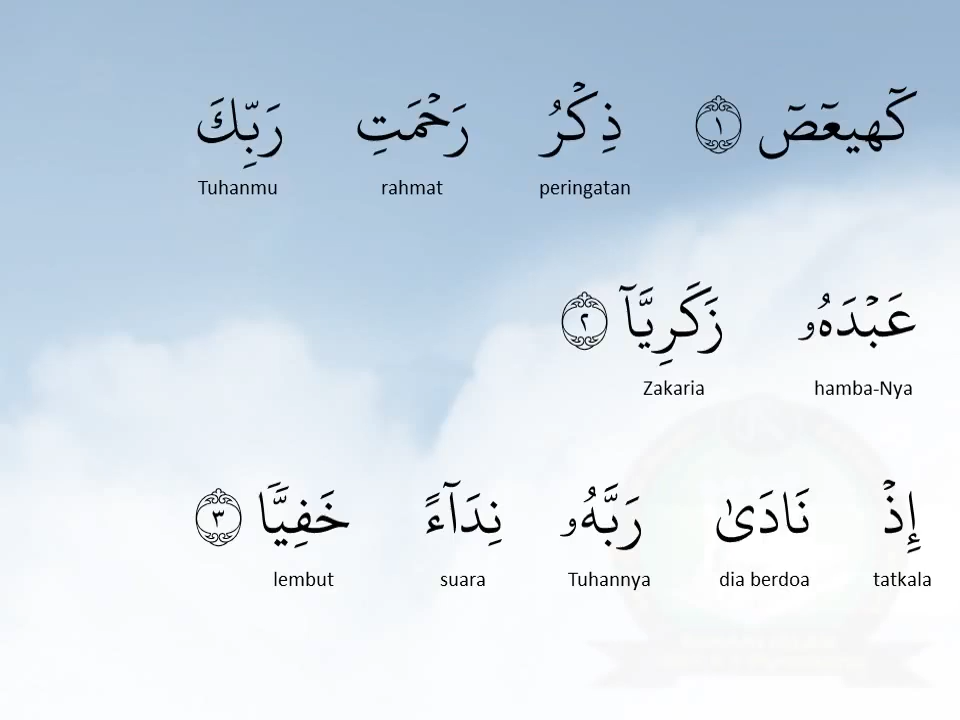 كٓهيعٓصٓ ١ ذِكْرُ رَحْمَتِ رَبِّكَ
peringatan rahmat Tuhanmu
عَبْدَهُۥ زَكَرِيَّآ ٢
hamba-Nya Zakaria
إِذْ نَادَىٰ رَبَّهُۥ نِدَآءً خَفِيًّا ٣
tatkala dia berdoa Tuhannya suara lembut